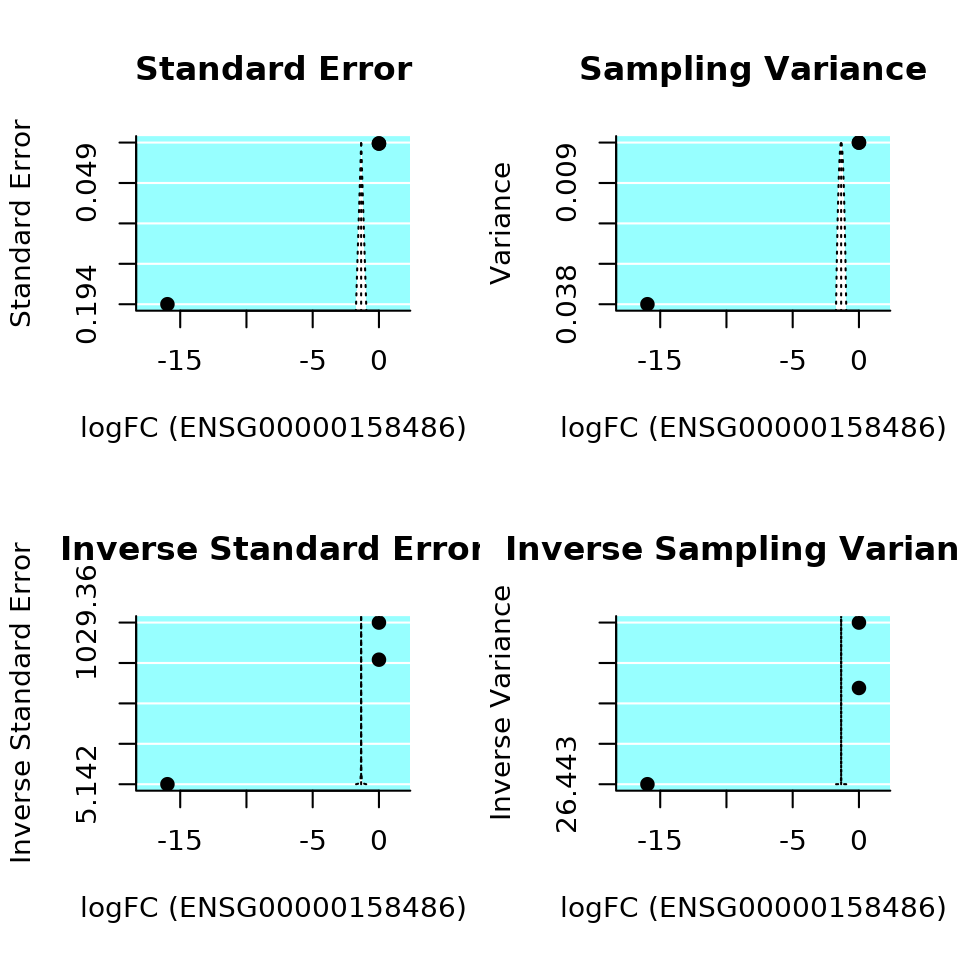 Standard Error
Standard Error
0.049
0.194
-15 -5 0
logFC (ENSG00000158486)
Sampling Variance
Variance
0.009
0.038
-15 -5 0
logFC (ENSG00000158486)
Inverse Standard Error
Inverse Standard Error
1029.36
5.142
-15 -5 0
logFC (ENSG00000158486)
Inverse Sampling Varian
Inverse Variance
26.443
-15 -5 0
logFC (ENSG00000158486)